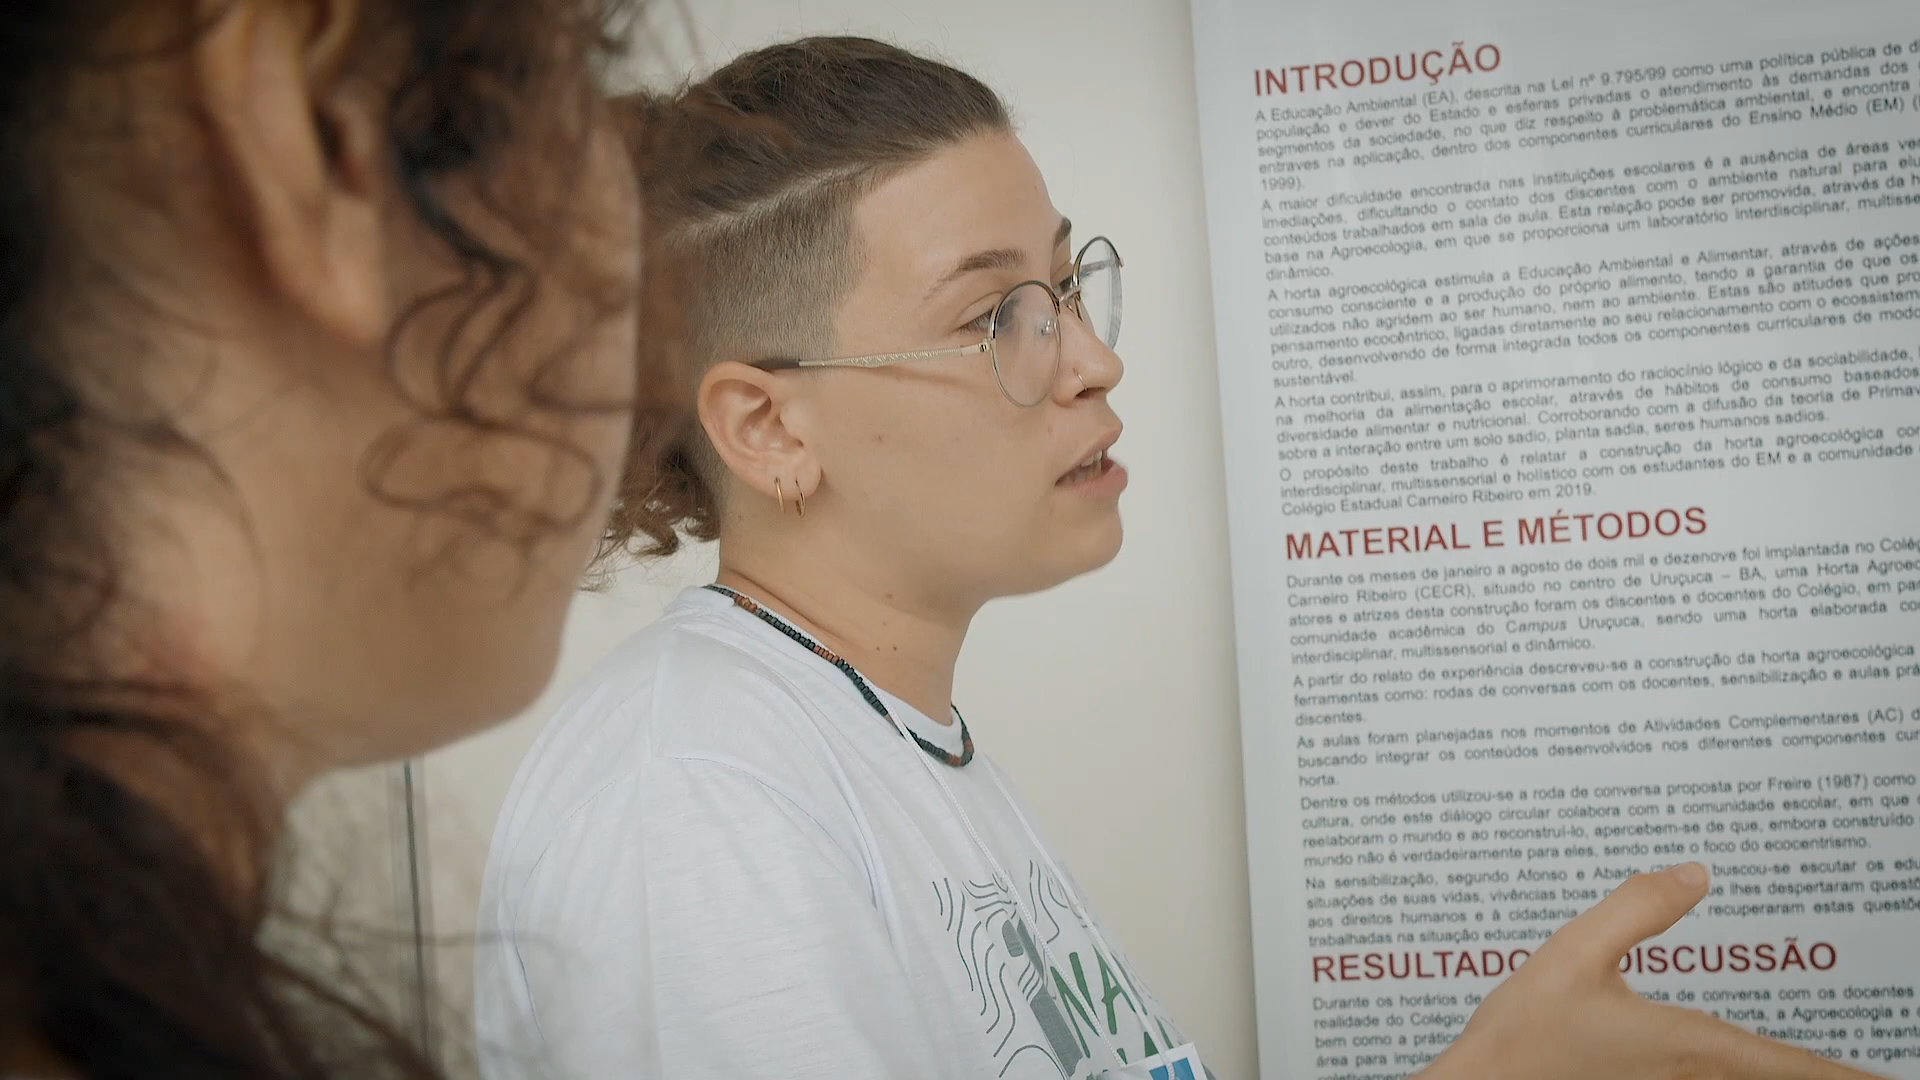 INTRODUÇÃO
A Educação Ambiental (EA), descrita na Lei nº 9.795/99 como uma política pública de
população e dever do Estado e esferas privadas o atendimento às demandas dos
segmentos da sociedade, no que diz respeito à problemática ambiental, e encontra
entraves na aplicação, dentro dos componentes curriculares do Ensino Médio (EM)
1999).
A maior dificuldade encontrada nas instituições escolares é a ausência de áreas
imediações, dificultando o contato dos discentes com o ambiente natural para
conteúdos trabalhados em sala de aula. Esta relação pode ser promovida, através da
base na Agroecologia, em que se proporciona um laboratório interdisciplinar,
dinâmico.
A horta agroecológica estimula a Educação Ambiental e Alimentar, através de ações
consumo consciente e a produção do próprio alimento, tendo a garantia de que os
utilizados não agridem ao ser humano, nem ao ambiente. Estas são atitudes que
pensamento ecocêntrico, ligadas diretamente ao seu relacionamento com o
outro, desenvolvendo de forma integrada todos os componentes curriculares de
sustentável.
A horta contribui, assim, para o aprimoramento do raciocínio lógico e da sociabilidade,
na melhoria da alimentação escolar, através de hábitos de consumo baseados
diversidade alimentar e nutricional. Corroborando com a difusão da teoria de
sobre a interação entre um solo sadio, planta sadia, seres humanos sadios.
O propósito deste trabalho é relatar a construção da horta agroecológica
interdisciplinar, multissensorial e holístico com os estudantes do EM e a comunidade
Colégio Estadual Carneiro Ribeiro em 2019.
MATERIAL E MÉTODOS
Durante os meses de janeiro a agosto de dois mil e dezenove foi implantada no
Carneiro Ribeiro (CECR), situado no centro de Uruçuca – BA, uma Horta
atores e atrizes desta construção foram os discentes e docentes do Colégio, em
comunidade acadêmica do Campus Uruçuca, sendo uma horta elaborada
interdisciplinar, multissensorial e dinâmico.
A partir do relato de experiência descreveu-se a construção da horta agroecológica
ferramentas como: rodas de conversas com os docentes, sensibilização e aulas
discentes.
As aulas foram planejadas nos momentos de Atividades Complementares (AC)
buscando integrar os conteúdos desenvolvidos nos diferentes componentes
horta.
Dentre os métodos utilizou-se a roda de conversa proposta por Freire (1987) como
cultura, onde este diálogo circular colabora com a comunidade escolar, em que
reelaboram o mundo e ao reconstruí-lo, apercebem-se de que, embora construído
mundo não é verdadeiramente para eles, sendo este o foco do ecocentrismo.
Na sensibilização, segundo Afonso e Abade buscou-se escutar os
situações de suas vidas, vivências boas lhes despertaram
aos direitos humanos e à cidadania recuperaram estas
trabalhadas na situação educativa
RESULTADO DISCUSSÃO
Durante os horários de roda de conversa com os docentes
realidade do Colégio; horta, a Agroecologia e
bem como a Realizou-se o
área para e